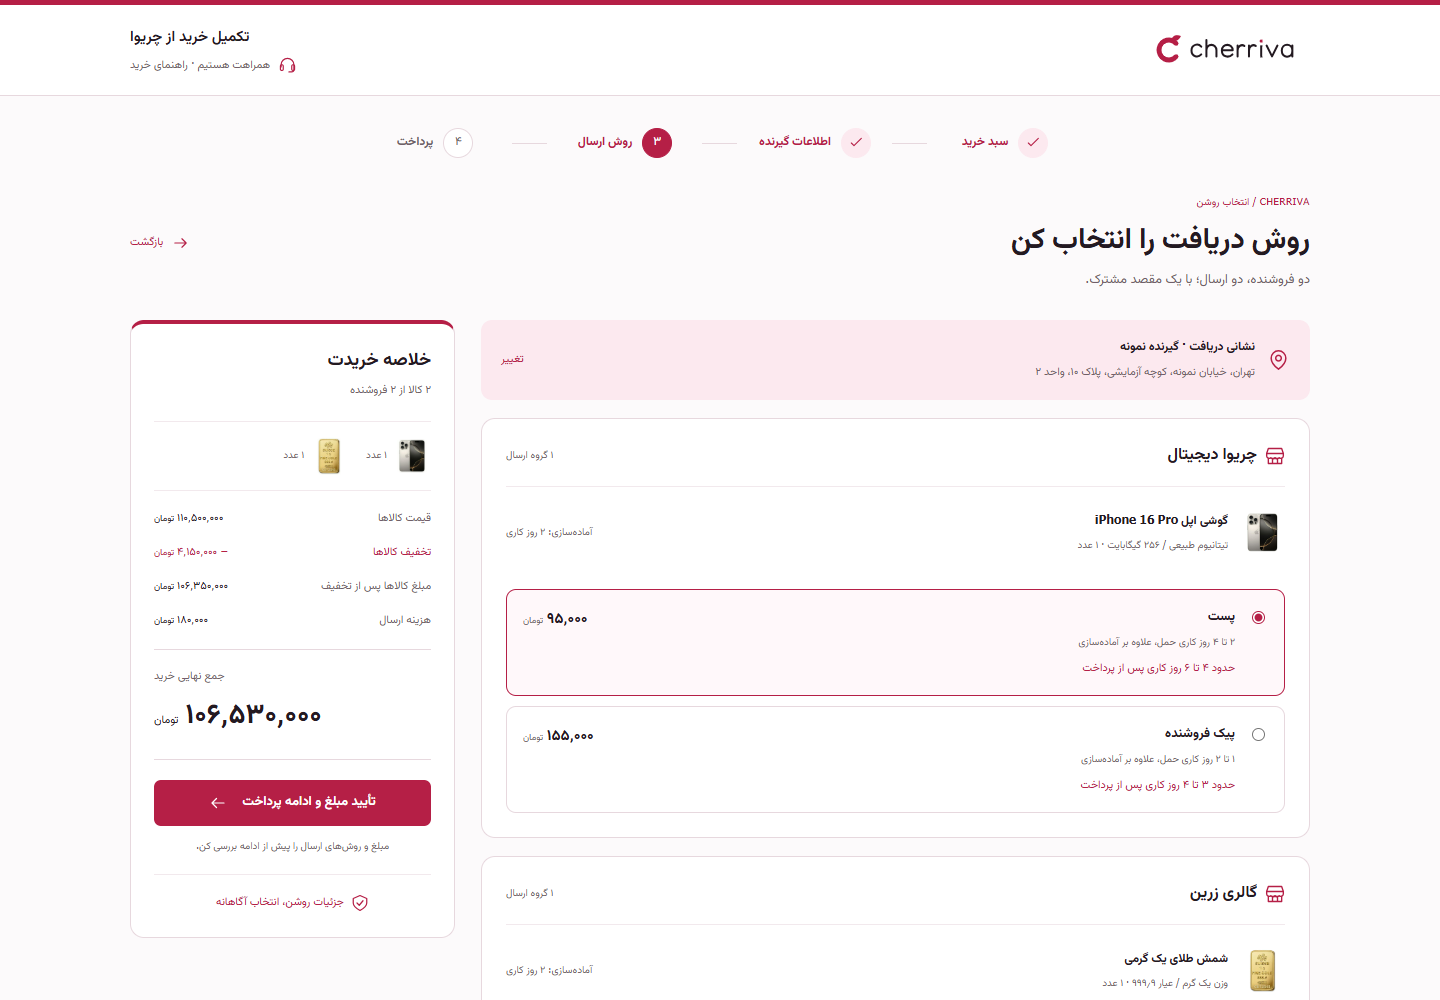 cherriva
تکمیل خرید از چریوا
همراهت هستیم · راهنمای خرید
سبد خرید
اطلاعات گیرنده
۳ روش ارسال
۴ پرداخت
CHERRIVA / انتخاب روشن
روش دریافت را انتخاب کن
بازگشت
دو فروشنده، دو ارسال؛ با یک مقصد مشترک.
نشانی دریافت · گیرنده نمونه
تهران، خیابان نمونه، کوچه آزمایشی، پلاک ۱۰، واحد ۲
تغییر
چریوا دیجیتال
۱ گروه ارسال
گوشی اپل iPhone 16 Pro
تیتانیوم طبیعی / ۲۵۶ گیگابایت · ۱ عدد
آماده‌سازی: ۲ روز کاری
پست
۹۵,۰۰۰ تومان
۲ تا ۴ روز کاری حمل، علاوه بر آماده‌سازی
حدود ۴ تا ۶ روز کاری پس از پرداخت
پیک فروشنده
۱۵۵,۰۰۰ تومان
۱ تا ۲ روز کاری حمل، علاوه بر آماده‌سازی
حدود ۳ تا ۴ روز کاری پس از پرداخت
گالری زرین
۱ گروه ارسال
شمش طلای یک گرمی
وزن یک گرم / عیار ۹۹۹٫۹ · ۱ عدد
آماده‌سازی: ۲ روز کاری
خلاصه خریدت
۲ کالا از ۲ فروشنده
۱ عدد
۱ عدد
قیمت کالاها
۱۱۰,۵۰۰,۰۰۰ تومان
تخفیف کالاها
− ۴,۱۵۰,۰۰۰ تومان
مبلغ کالاها پس از تخفیف
۱۰۶,۳۵۰,۰۰۰ تومان
هزینه ارسال
۱۸۰,۰۰۰ تومان
جمع نهایی خرید
۱۰۶,۵۳۰,۰۰۰ تومان
تأیید مبلغ و ادامه پرداخت
مبلغ و روش‌های ارسال را پیش از ادامه بررسی کن.
جزئیات روشن، انتخاب آگاهانه